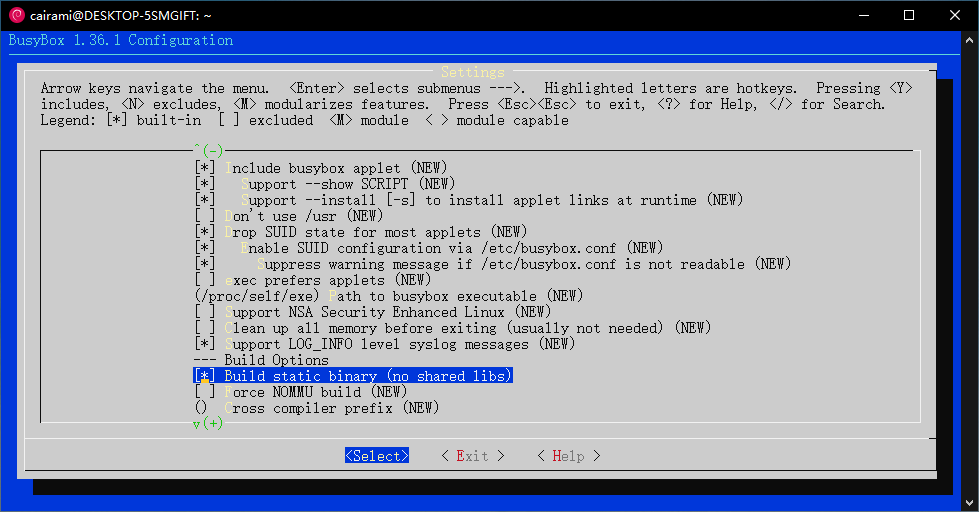 cairami@DESKTOP-5SMGIFT: ~
BusyBox 1.36.1 Configuration
Settings
Arrow keys navigate the menu.  <Enter> selects submenus --->.  Highlighted letters are hotkeys.  Pressing <Y>
includes, <N> excludes, <M> modularizes features.  Press <Esc><Esc> to exit, <?> for Help, </> for Search.
Legend: [*] built-in  [ ] excluded  <M> module  < > module capable
^(-)
[*] Include busybox applet (NEW)
[*]   Support --show SCRIPT (NEW)
[*]   Support --install [-s] to install applet links at runtime (NEW)
[ ] Don't use /usr (NEW)
[*] Drop SUID state for most applets (NEW)
[*]   Enable SUID configuration via /etc/busybox.conf (NEW)
[*]     Suppress warning message if /etc/busybox.conf is not readable (NEW)
[ ] exec prefers applets (NEW)
(/proc/self/exe) Path to busybox executable (NEW)
[ ] Support NSA Security Enhanced Linux (NEW)
[ ] Clean up all memory before exiting (usually not needed) (NEW)
[*] Support LOG_INFO level syslog messages (NEW)
--- Build Options
[*] Build static binary (no shared libs)
[ ] Force NOMMU build (NEW)
()  Cross compiler prefix (NEW)
v(+)
<Select>    < Exit >    < Help >